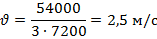 ϑ = 54000 / (3 · 7200) = 2,5 м/с